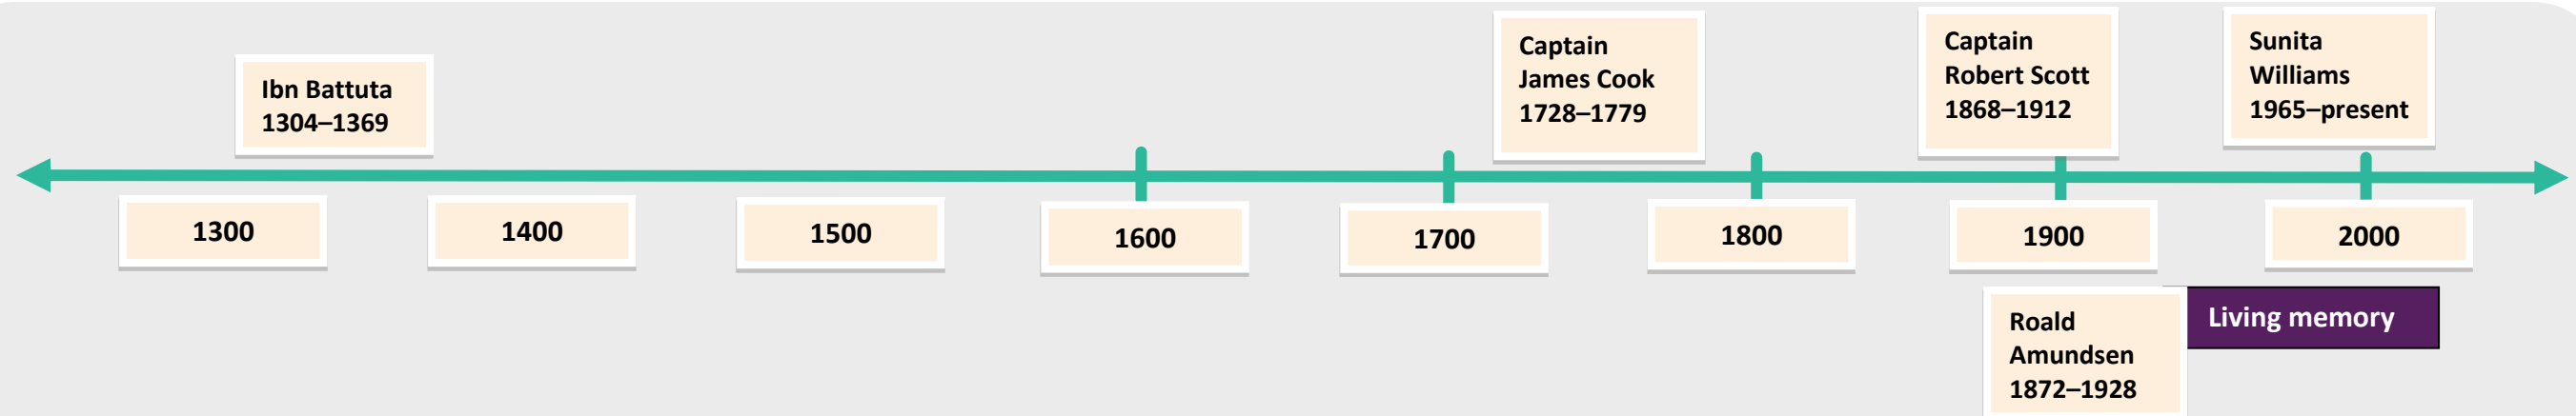 Ibn Battuta
1304–1369
Captain
James Cook
1728–1779
Captain
Robert Scott
1868–1912
Sunita
Williams
1965–present
1300
1400
1500
1600
1700
1800
1900
2000
Roald
Amundsen
1872–1928
Living memory